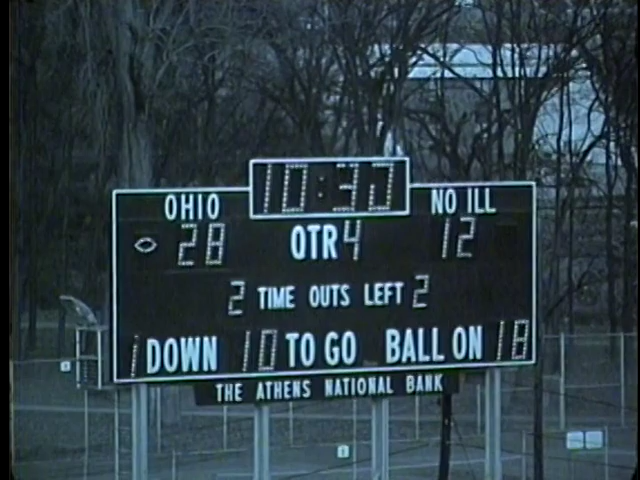 10:30
OHIO NO ILL
28 QTR 4 12
2 TIME OUTS LEFT 2
1 DOWN 10 TO GO BALL ON 18
THE ATHENS NATIONAL BANK